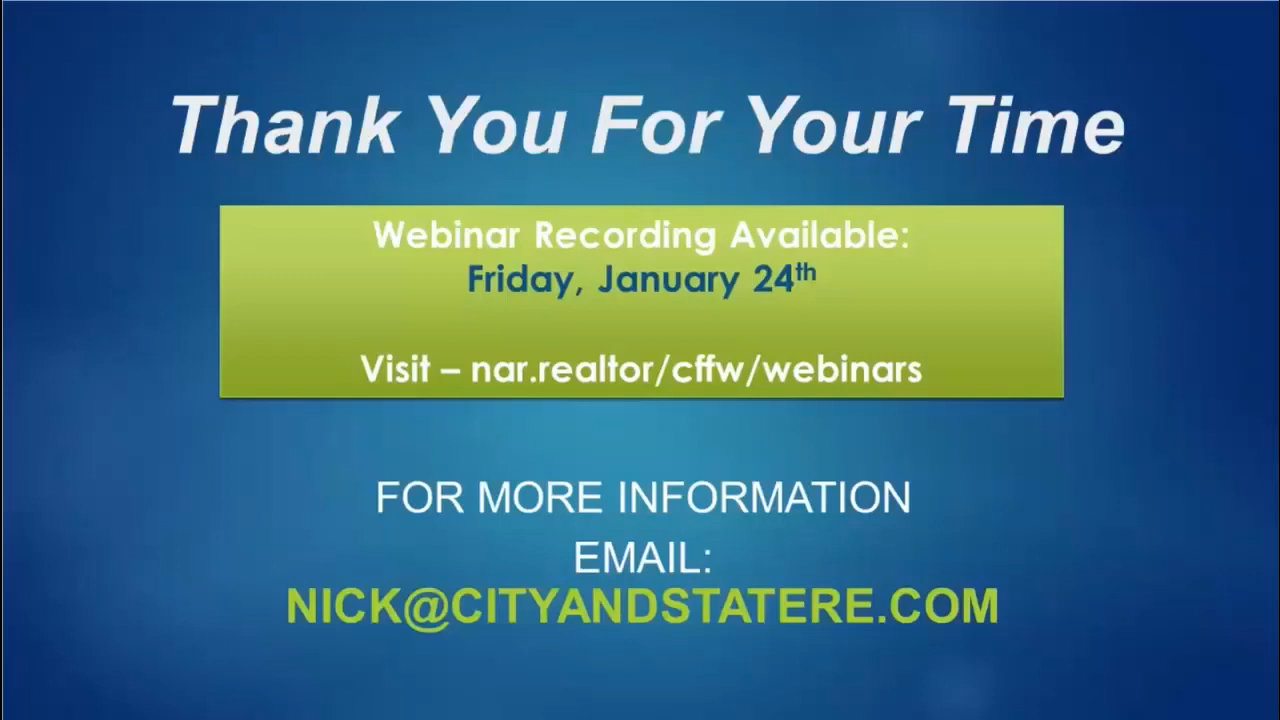 Thank You For Your Time
Webinar Recording Available:
Friday, January 24th
Visit – nar.realtor/cffw/webinars
FOR MORE INFORMATION
EMAIL:
NICK@CITYANDSTATERE.COM